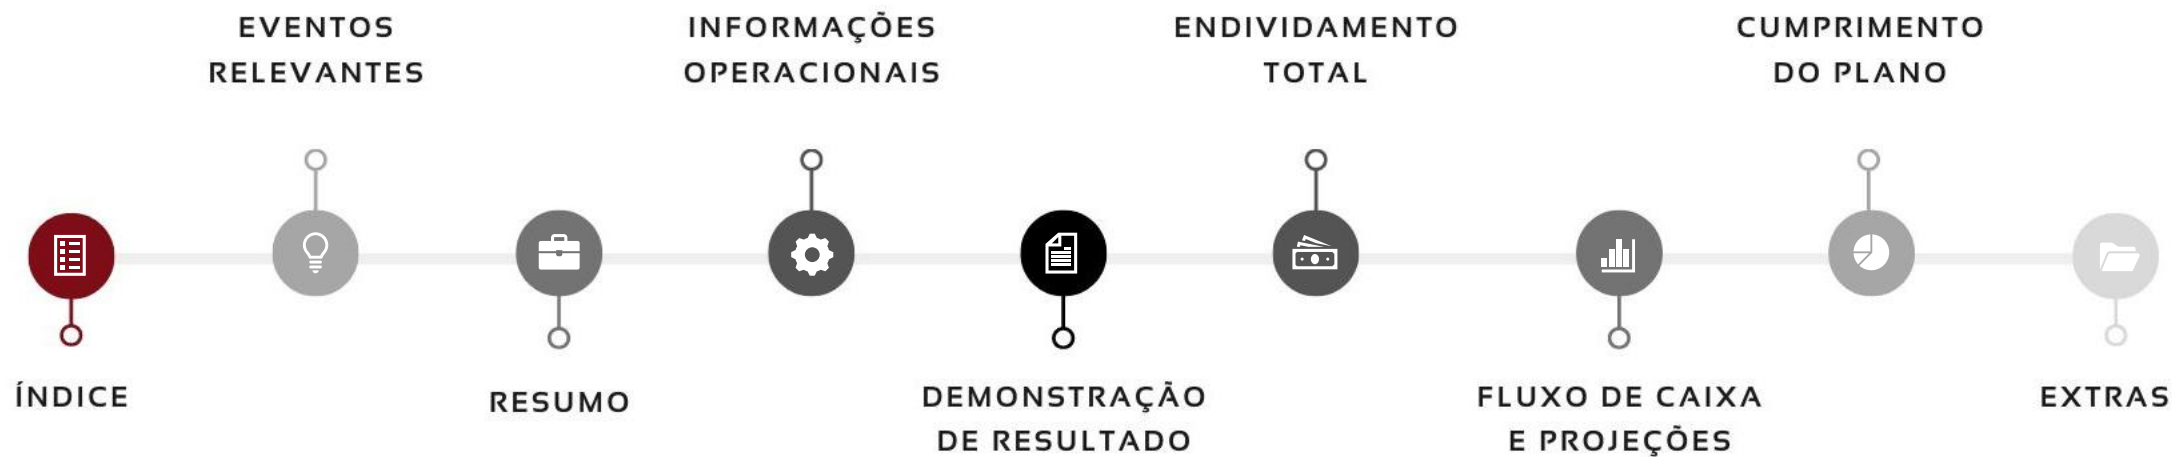 ÍNDICE
EVENTOS
RELEVANTES
RESUMO
INFORMAÇÕES
OPERACIONAIS
DEMONSTRAÇÃO
DE RESULTADO
ENDIVIDAMENTO
TOTAL
FLUXO DE CAIXA
E PROJEÇÕES
CUMPRIMENTO
DO PLANO
EXTRAS